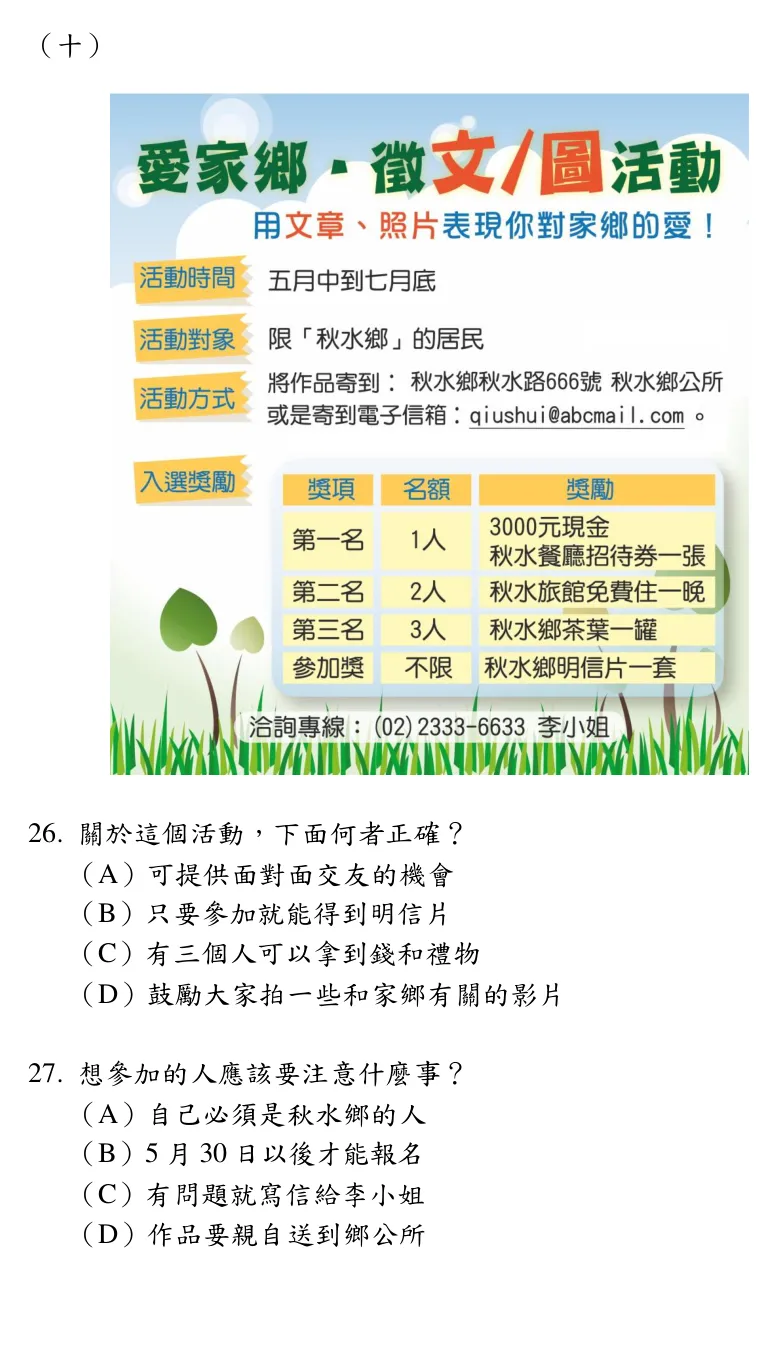 （十）
愛家鄉・徵文/圖活動
用文章、照片表現你對家鄉的愛！
活動時間 五月中到七月底
活動對象 限「秋水鄉」的居民
活動方式 將作品寄到：秋水鄉秋水路666號 秋水鄉公所
或是寄到電子信箱：qiushui@abcmail.com。
入選獎勵
獎項 名額 獎勵
第一名 1人 3000元現金
秋水餐廳招待券一張
第二名 2人 秋水旅館免費住一晚
第三名 3人 秋水鄉茶葉一罐
參加獎 不限 秋水鄉明信片一套
洽詢專線：(02)2333-6633 李小姐
26. 關於這個活動，下面何者正確？
（A）可提供面對面交友的機會
（B）只要參加就能得到明信片
（C）有三個人可以拿到錢和禮物
（D）鼓勵大家拍一些和家鄉有關的影片
27. 想參加的人應該要注意什麼事？
（A）自己必須是秋水鄉的人
（B）5 月 30 日以後才能報名
（C）有問題就寫信給李小姐
（D）作品要親自送到鄉公所